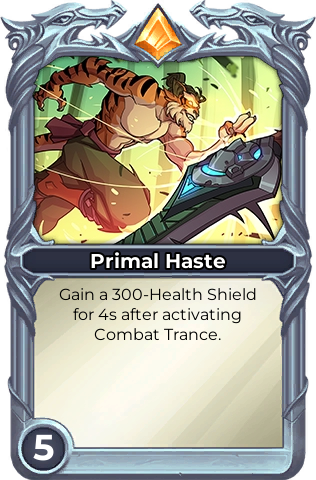 Primal Haste
Gain a 300-Health Shield
for 4s after activating
Combat Trance.
5